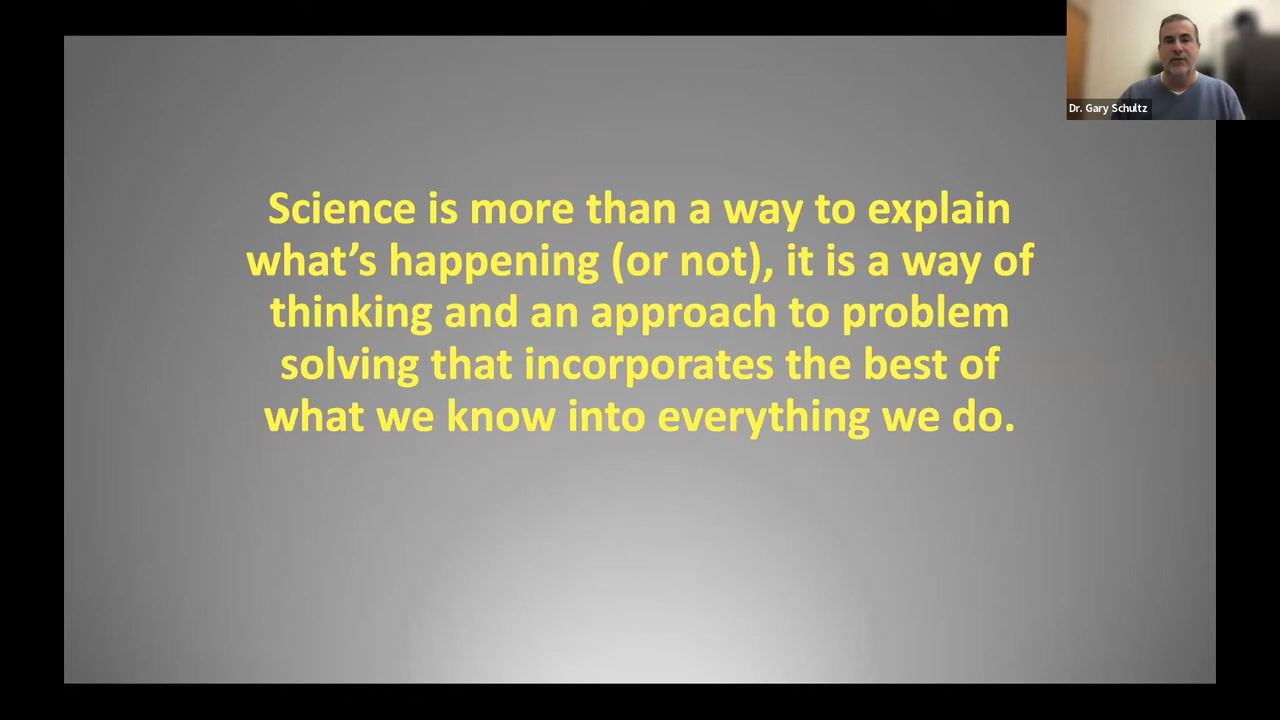 Dr. Gary Schultz
Science is more than a way to explain
what’s happening (or not), it is a way of
thinking and an approach to problem
solving that incorporates the best of
what we know into everything we do.